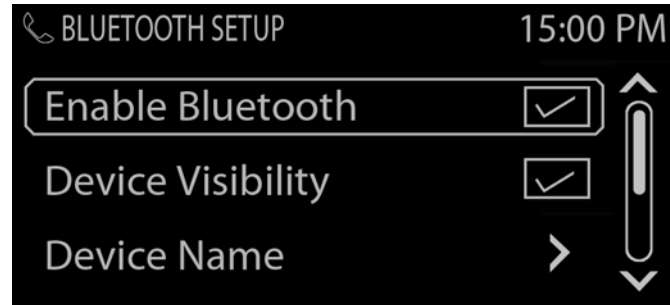 BLUETOOTH SETUP 15:00 PM
Enable Bluetooth
Device Visibility
Device Name